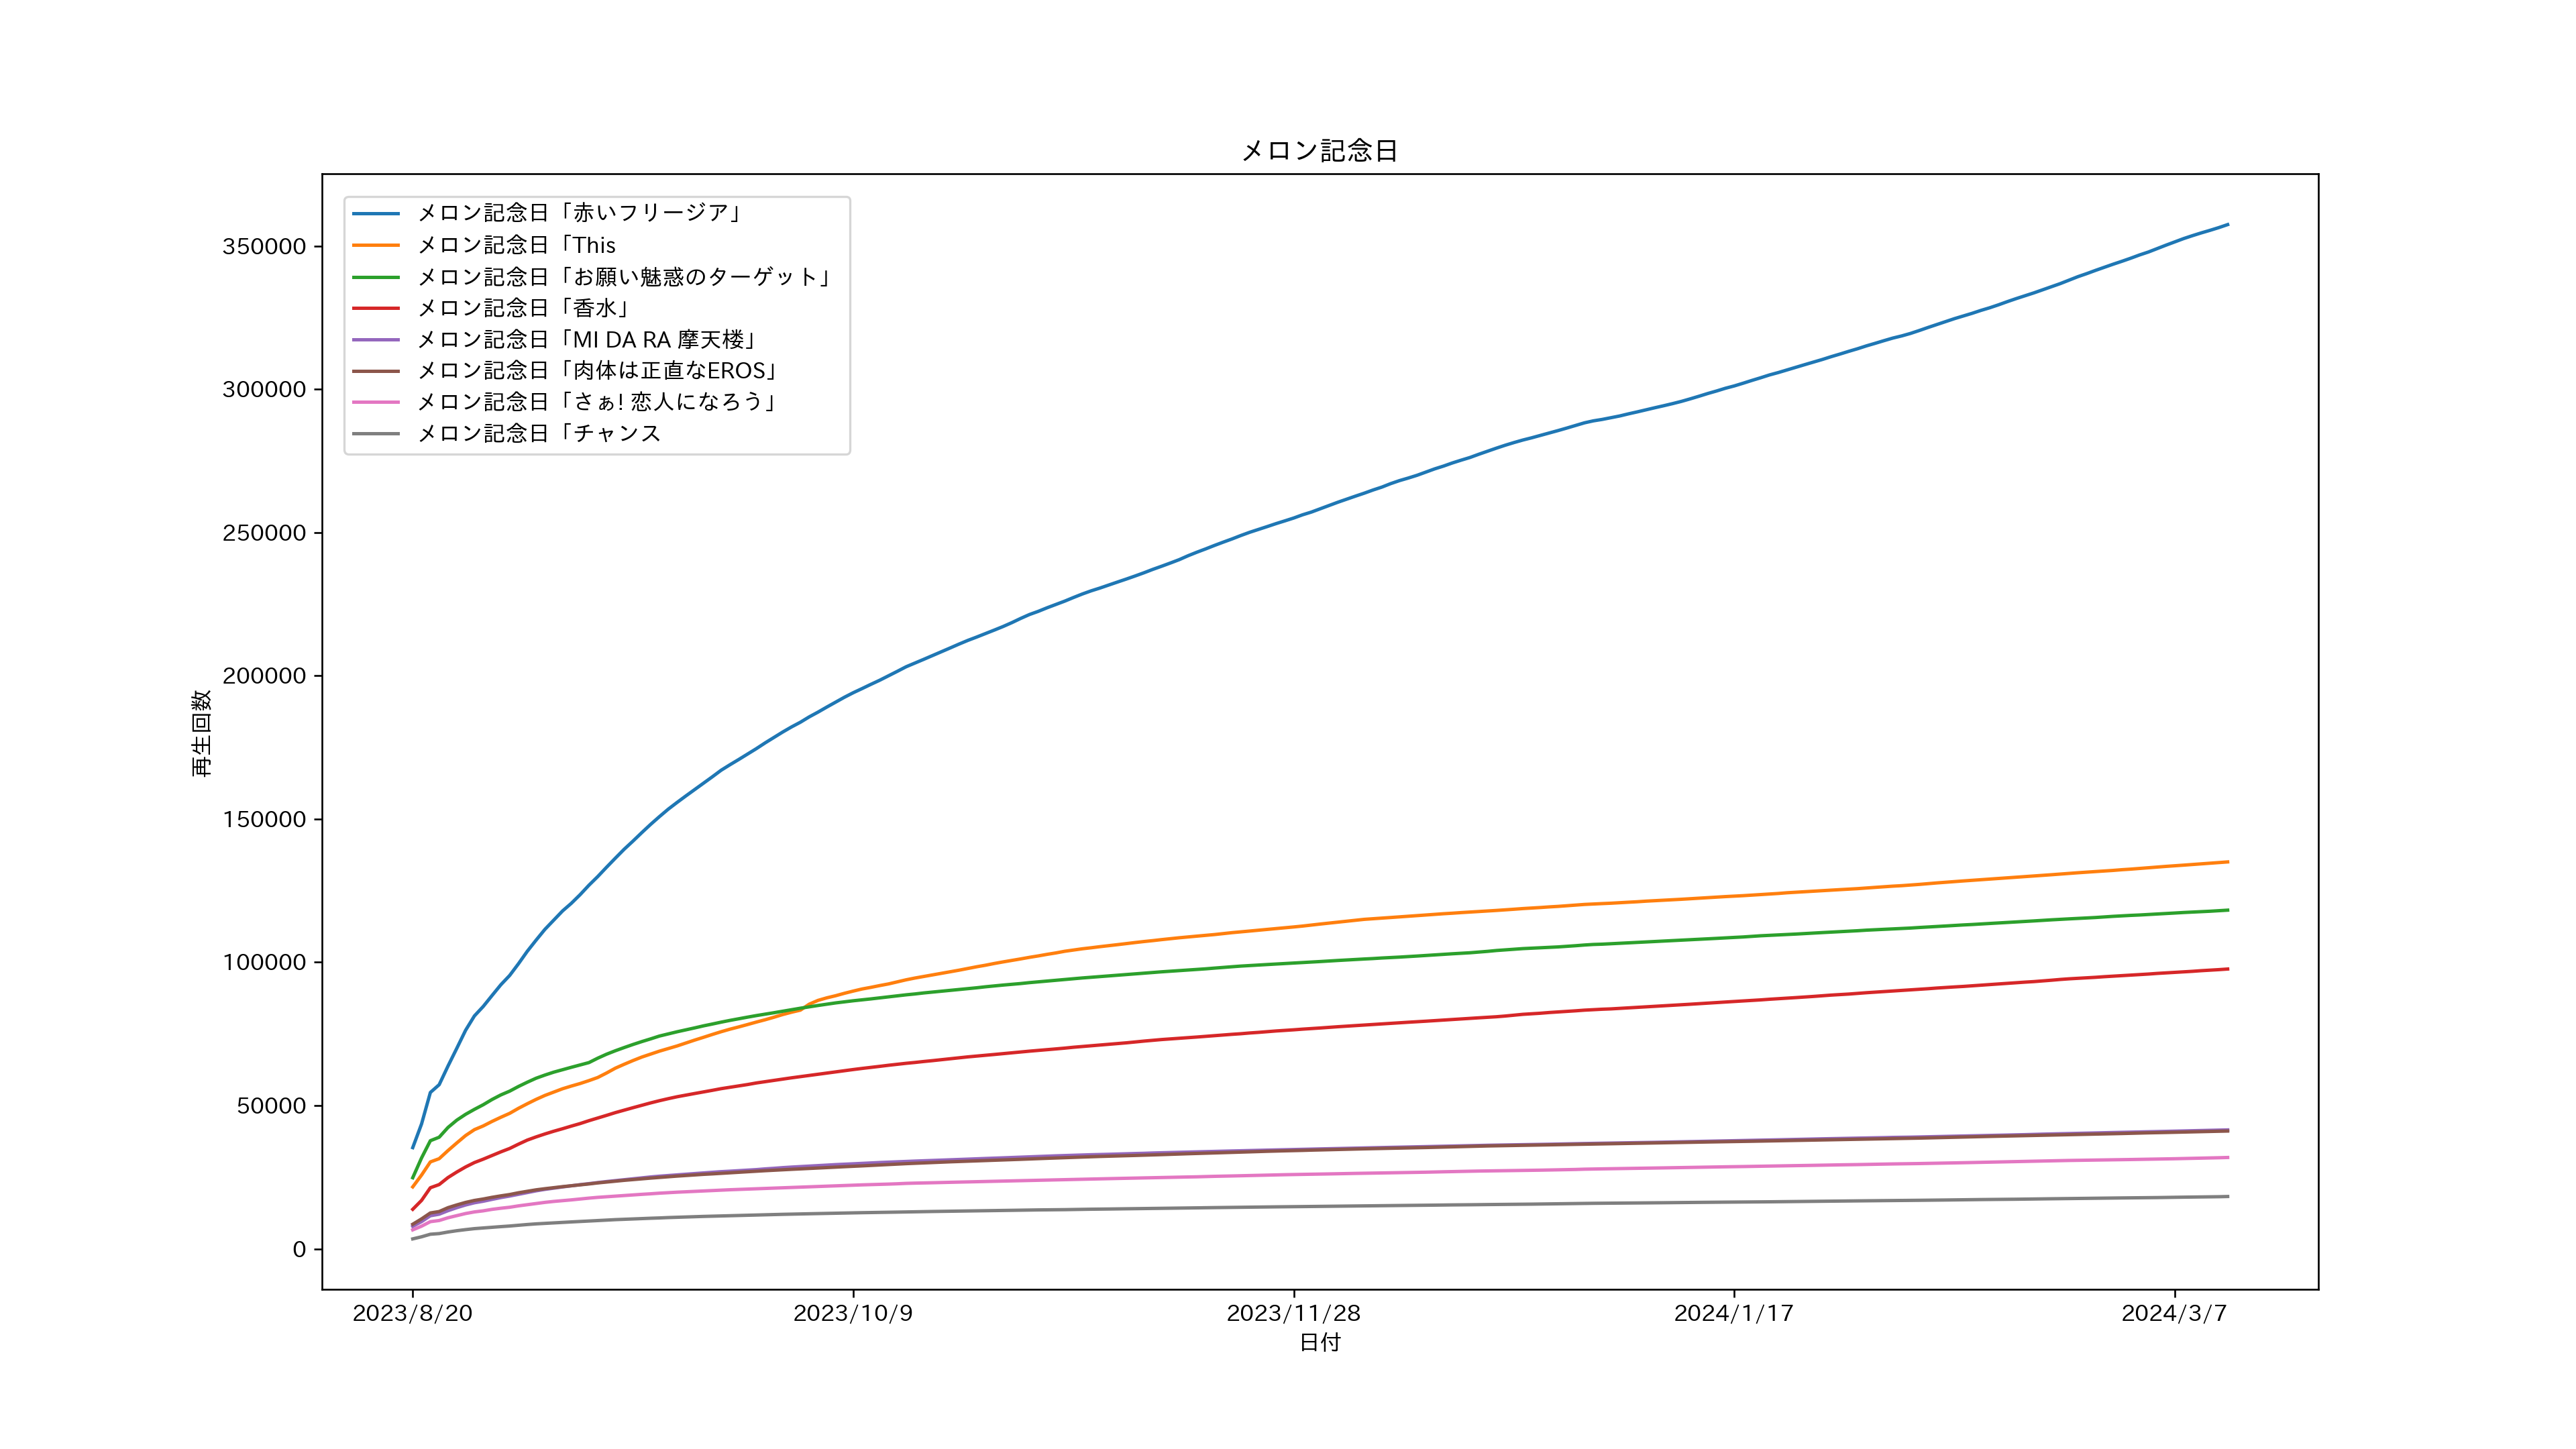 メロン記念日
メロン記念日「赤いフリージア」
メロン記念日「This
メロン記念日「お願い魅惑のターゲット」
メロン記念日「香水」
メロン記念日「MI DA RA 摩天楼」
メロン記念日「肉体は正直なEROS」
メロン記念日「さぁ! 恋人になろう」
メロン記念日「チャンス
350000
300000
250000
200000
150000
100000
50000
0
再生回数
2023/8/20
2023/10/9
2023/11/28
2024/1/17
2024/3/7
日付